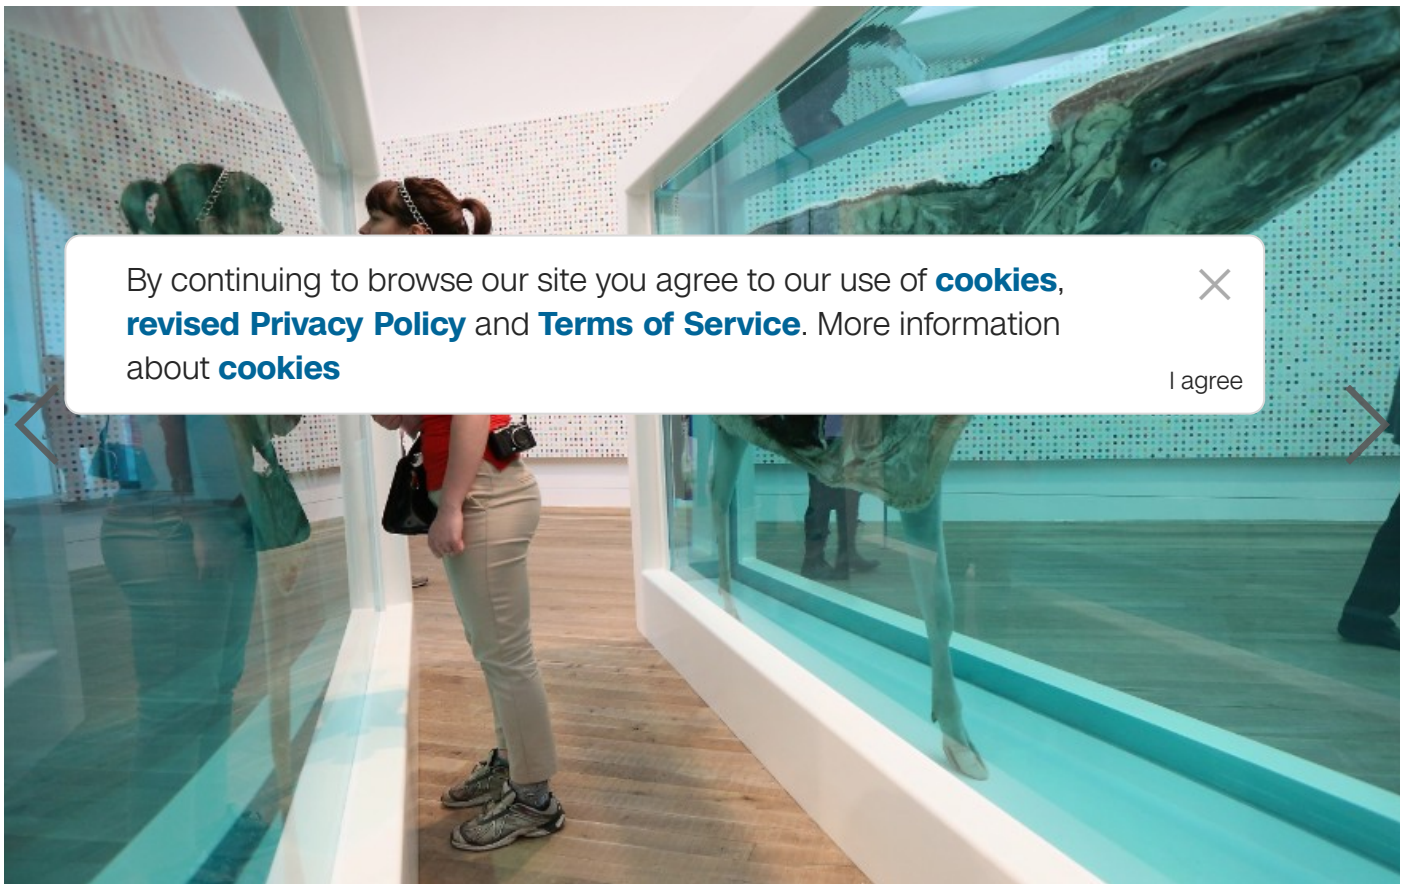 By continuing to browse our site you agree to our use of cookies,
revised Privacy Policy and Terms of Service. More information
about cookies
I agree